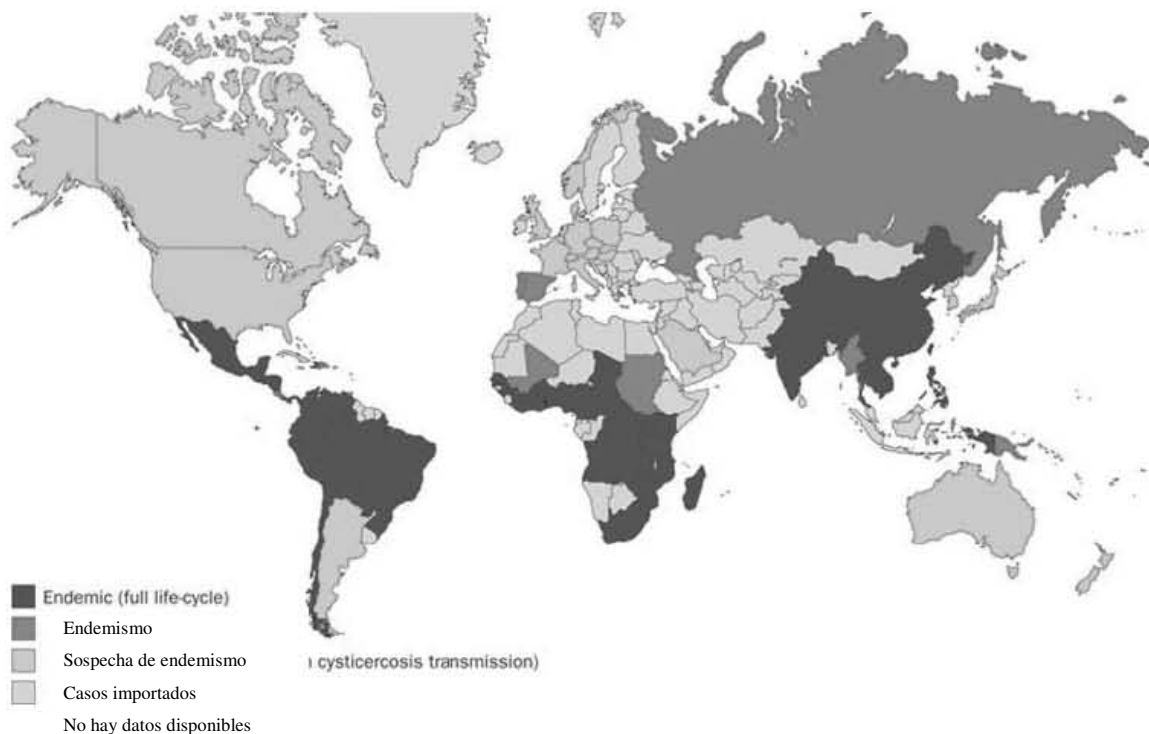 Endemic (full life-cycle)
Endemismo
Sospecha de endemismo
cysticercosis transmission)
Casos importados
No hay datos disponibles